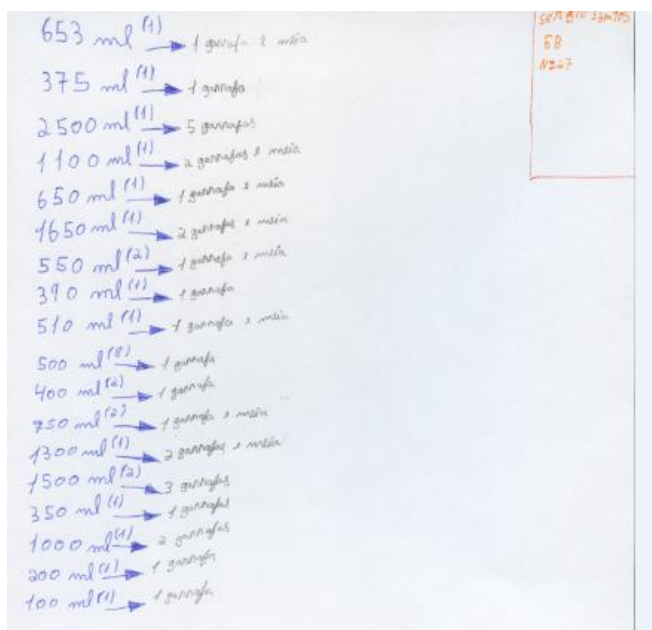 653 ml (1) → 1 garrafa e meia
375 ml (1) → 1 garrafa
2500 ml (1) → 5 garrafas
1100 ml (1) → 2 garrafas e meia
650 ml (1) → 1 garrafa e meia
1650 ml (1) → 2 garrafas e meia
550 ml (2) → 1 garrafa e meia
390 ml (1) → 1 garrafa
510 ml (1) → 1 garrafa e meia
500 ml (8) → 1 garrafa
400 ml (2) → 1 garrafa
750 ml (2) → 1 garrafa e meia
1300 ml (1) → 2 garrafas e meia
1500 ml (2) → 3 garrafas
350 ml (1) → 1 garrafas
1000 ml (1) → 2 garrafas
200 ml (1) → 1 garrafa
100 ml (1) → 1 garrafa
58
N227